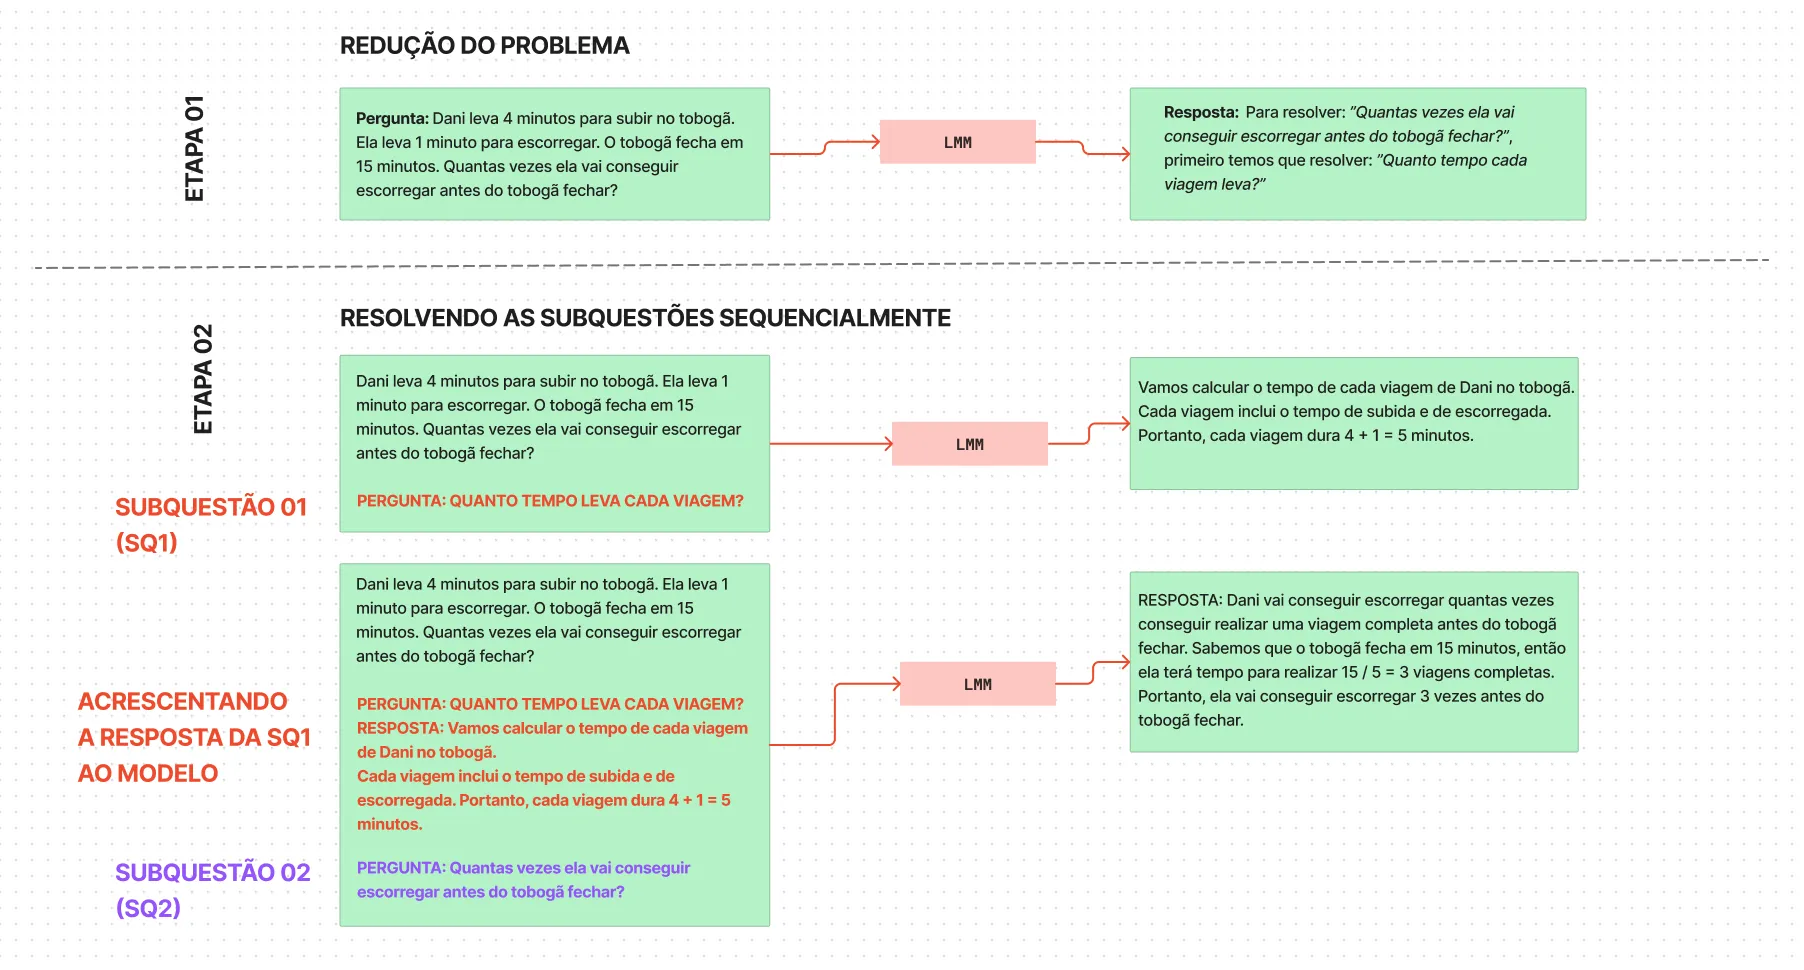 REDUÇÃO DO PROBLEMA
ETAPA 01
Pergunta: Dani leva 4 minutos para subir no tobogã.
Ela leva 1 minuto para escorregar. O tobogã fecha em
15 minutos. Quantas vezes ela vai conseguir
escorregar antes do tobogã fechar?
LMM
Resposta: Para resolver: ”Quantas vezes ela vai
conseguir escorregar antes do tobogã fechar?”,
primeiro temos que resolver: ”Quanto tempo cada
viagem leva?”
ETAPA 02
RESOLVENDO AS SUBQUESTÕES SEQUENCIALMENTE
Dani leva 4 minutos para subir no tobogã. Ela leva 1
minuto para escorregar. O tobogã fecha em 15
minutos. Quantas vezes ela vai conseguir escorregar
antes do tobogã fechar?
PERGUNTA: QUANTO TEMPO LEVA CADA VIAGEM?
LMM
Vamos calcular o tempo de cada viagem de Dani no tobogã.
Cada viagem inclui o tempo de subida e de escorregada.
Portanto, cada viagem dura 4 + 1 = 5 minutos.
SUBQUESTÃO 01
(SQ1)
Dani leva 4 minutos para subir no tobogã. Ela leva 1
minuto para escorregar. O tobogã fecha em 15
minutos. Quantas vezes ela vai conseguir escorregar
antes do tobogã fechar?
ACRESCENTANDO
A RESPOSTA DA SQ1
AO MODELO
PERGUNTA: QUANTO TEMPO LEVA CADA VIAGEM?
RESPOSTA: Vamos calcular o tempo de cada viagem
de Dani no tobogã.
Cada viagem inclui o tempo de subida e de
escorregada. Portanto, cada viagem dura 4 + 1 = 5
minutos.
SUBQUESTÃO 02
(SQ2)
PERGUNTA: Quantas vezes ela vai conseguir
escorregar antes do tobogã fechar?
LMM
RESPOSTA: Dani vai conseguir escorregar quantas vezes
conseguir realizar uma viagem completa antes do tobogã
fechar. Sabemos que o tobogã fecha em 15 minutos, então
ela terá tempo para realizar 15 / 5 = 3 viagens completas.
Portanto, ela vai conseguir escorregar 3 vezes antes do
tobogã fechar.